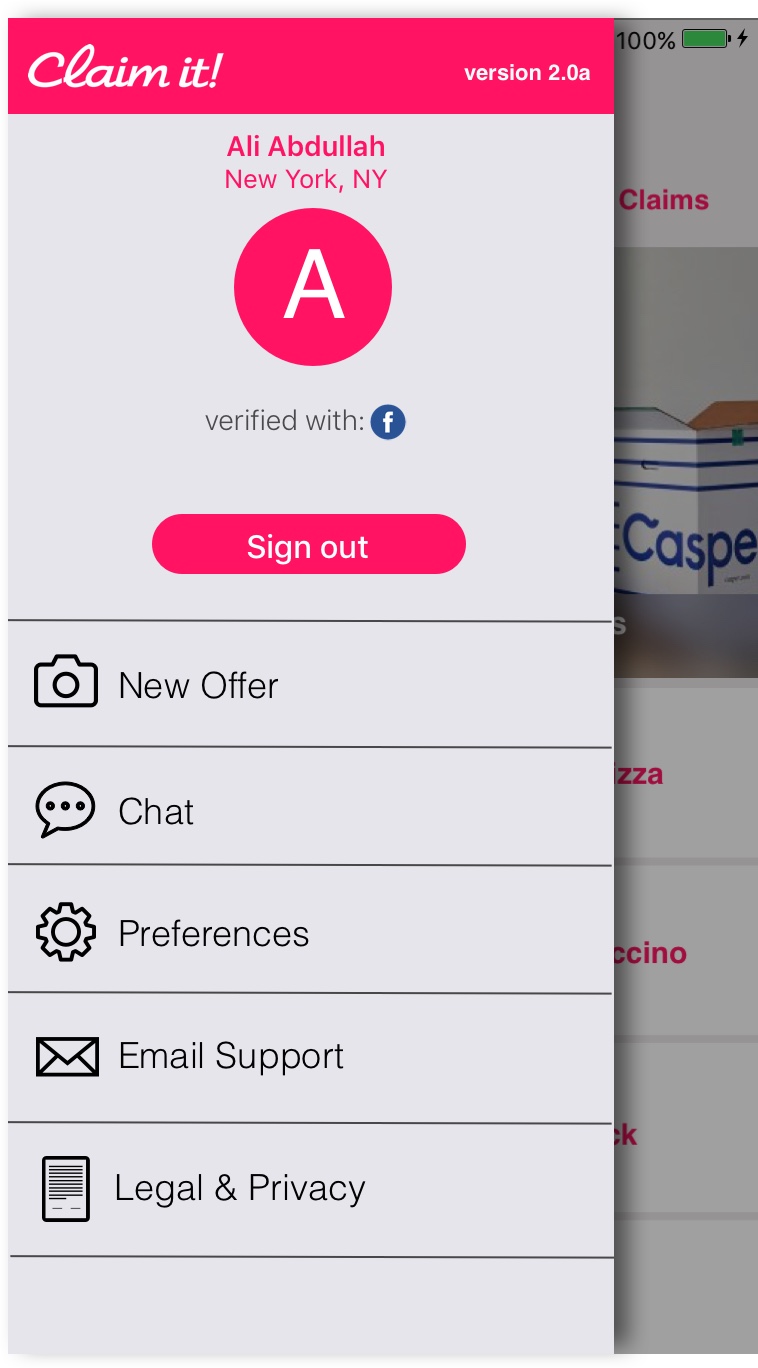 Claim it!
version 2.0a
100%
Ali Abdullah
New York, NY
Claims
A
verified with: f
Caspe
Sign out
s
New Offer
izza
Chat
Preferences
ccino
Email Support
ck
Legal & Privacy